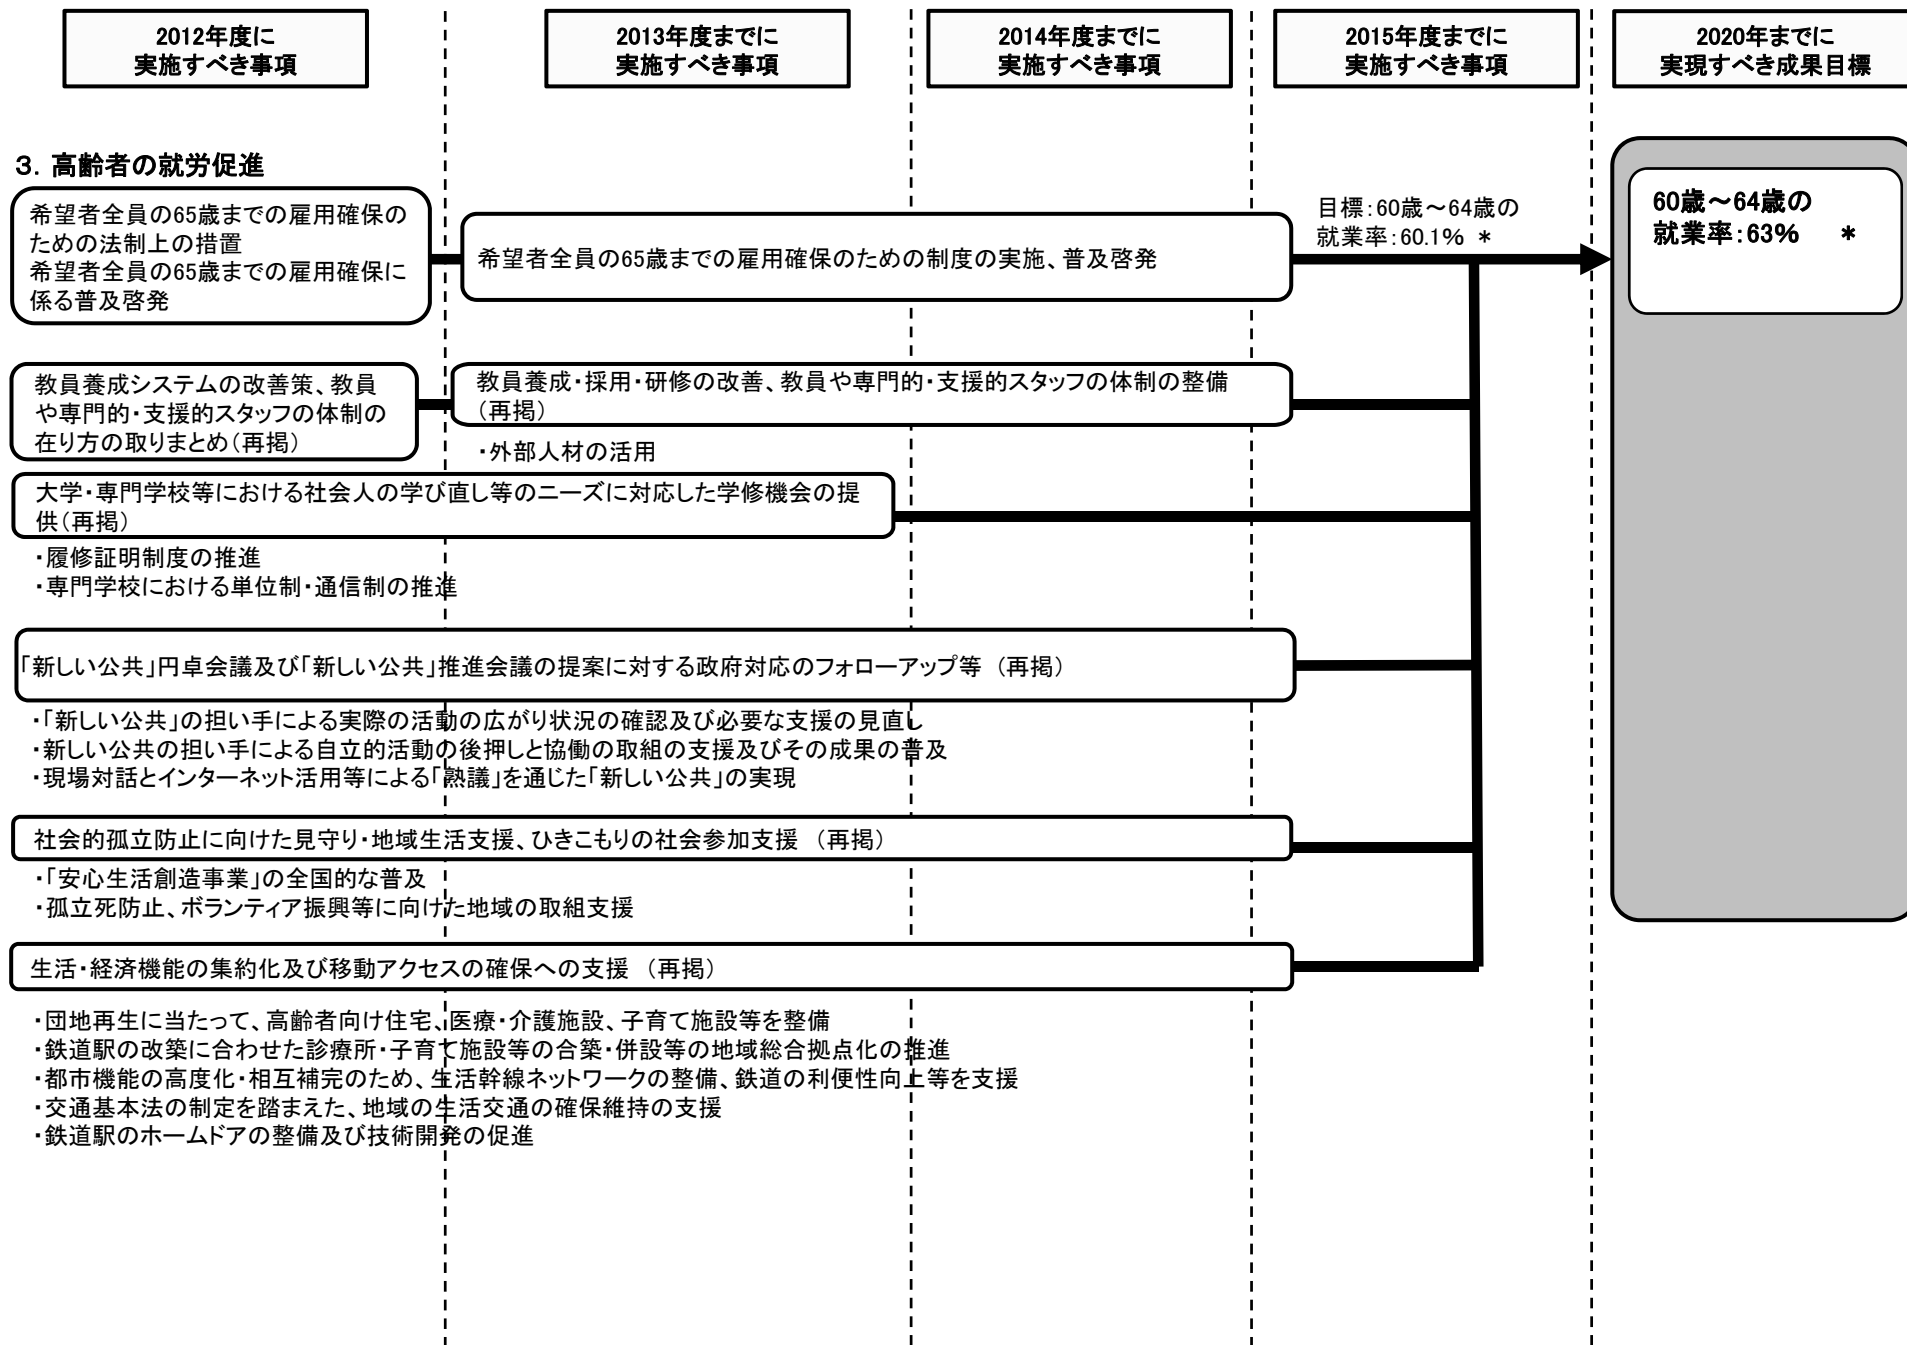 2012年度に
実施すべき事項
2013年度までに
実施すべき事項
2014年度までに
実施すべき事項
2015年度までに
実施すべき事項
2020年までに
実現すべき成果目標
3．高齢者の就労促進
希望者全員の65歳までの雇用確保の
ための法制上の措置
希望者全員の65歳までの雇用確保に
係る普及啓発
希望者全員の65歳までの雇用確保のための制度の実施、普及啓発
目標：60歳～64歳の
就業率：60.1% ＊
60歳～64歳の
就業率：63% ＊
教員養成システムの改善策、教員
や専門的・支援的スタッフの体制の
在り方の取りまとめ（再掲）
教員養成・採用・研修の改善、教員や専門的・支援的スタッフの体制の整備
（再掲）
・外部人材の活用
大学・専門学校等における社会人の学び直し等のニーズに対応した学修機会の提
供（再掲）
・履修証明制度の推進
・専門学校における単位制・通信制の推進
「新しい公共」円卓会議及び「新しい公共」推進会議の提案に対する政府対応のフォローアップ等 （再掲）
・「新しい公共」の担い手による実際の活動の広がり状況の確認及び必要な支援の見直し
・新しい公共の担い手による自立的活動の後押しと協働の取組の支援及びその成果の普及
・現場対話とインターネット活用等による「熟議」を通じた「新しい公共」の実現
社会的孤立防止に向けた見守り・地域生活支援、ひきこもりの社会参加支援 （再掲）
・「安心生活創造事業」の全国的な普及
・孤立死防止、ボランティア振興等に向けた地域の取組支援
生活・経済機能の集約化及び移動アクセスの確保への支援 （再掲）
・団地再生に当たって、高齢者向け住宅、医療・介護施設、子育て施設等を整備
・鉄道駅の改築に合わせた診療所・子育て施設等の合築・併設等の地域総合拠点化の推進
・都市機能の高度化・相互補完のため、生活幹線ネットワークの整備、鉄道の利便性向上等を支援
・交通基本法の制定を踏まえた、地域の生活交通の確保維持の支援
・鉄道駅のホームドアの整備及び技術開発の促進